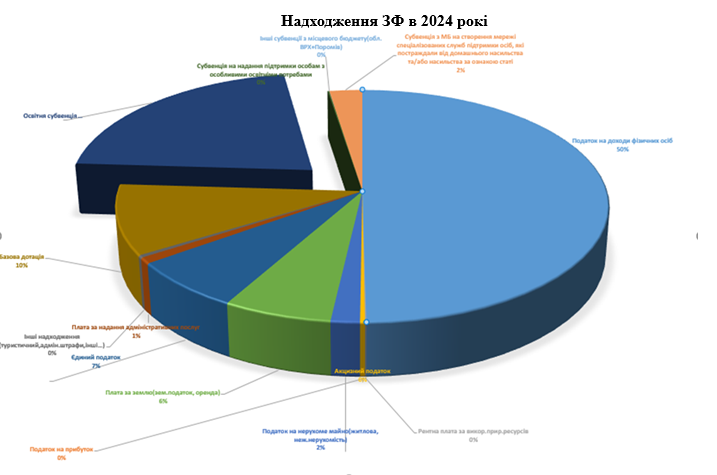 Надходження ЗФ в 2024 році
Інші субвенції з місцевого бюджету(обл.
ВРХ+Поромів)
0%
Субвенція з МБ на створення мережі
спеціалізованих служб підтримки осіб, які
постраждали від домашнього насильства
та/або насильства за ознакою статі
2%
Субвенція на надання підтримки особам з
особливими освітніми потребами
Освітня субвенція
Податок на доходи фізичних осіб
50%
Базова дотація
10%
Плата за надання адміністративних послуг
1%
Інші надходження
(туристичний,адмін.штрафи,інші...)
0%
Єдиний податок
7%
Плата за землю(зем.податок, оренда)
6%
Акцизний податок
Податок на нерухоме майно(житлова,
неж.нерухомість)
2%
Рентна плата за викор.прир.ресурсів
0%
Податок на прибуток
0%